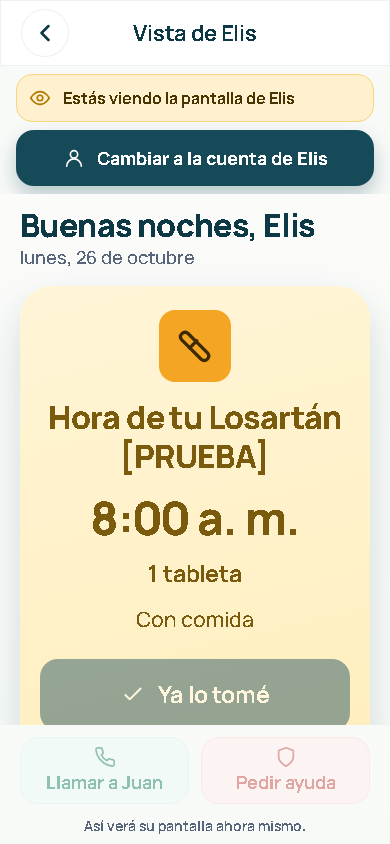 Vista de Elis
Estás viendo la pantalla de Elis
Cambiar a la cuenta de Elis
Buenas noches, Elis
lunes, 26 de octubre
Hora de tu Losartán
[PRUEBA]
8:00 a. m.
1 tableta
Con comida
Ya lo tomé
Llamar a Juan
Pedir ayuda
Así verá su pantalla ahora mismo.